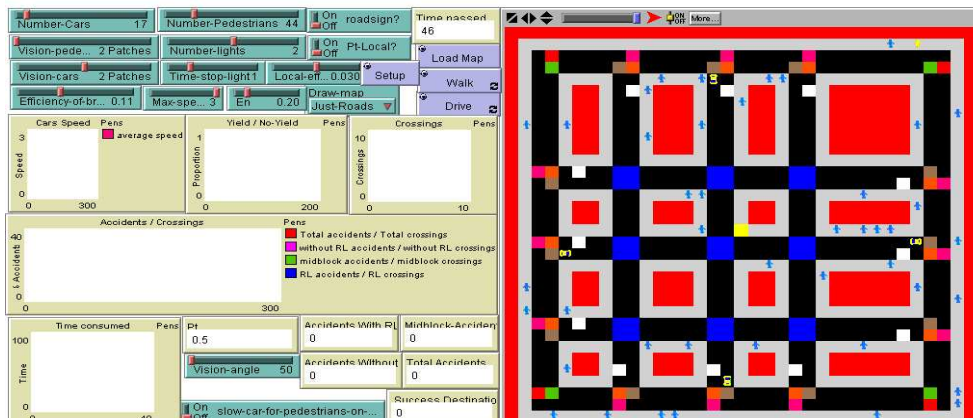 Number-Cars 17
Number-Pedestrians 44
On
Off
roadsign?
Time passed
46
Vision-pede... 2 Patches
Number-lights 2
On
Off
Pt-Local?
Load Map
Vision-cars 2 Patches
Time-stop-light1
Local-eff... 0.030
Setup
Walk
Efficiency-of-br... 0.11
Max-spe... 3
En 0.20
Draw-map
Just-Roads
Drive
ON
OFF
More...
Cars Speed Pens
average speed
3
Speed
0
0 300
Yield / No-Yield Pens
1
Proportion
0
0 200
Crossings Pens
10
Crossings
0
0 10
Accidents / Crossings Pens
40
% Accident
0
0 300
Total accidents / Total crossings
without RL accidents / without RL crossings
midblock accidents / midblock crossings
RL accidents / RL crossings
Time consumed Pens
100
Time
Pt
0.5
Accidents With RL
0
Midblock-Acciden
0
Vision-angle 50
Accidents Without
0
Total Accidents
0
On
Off
slow-car-for-pedestrians-on-...
Success Destinatio
0